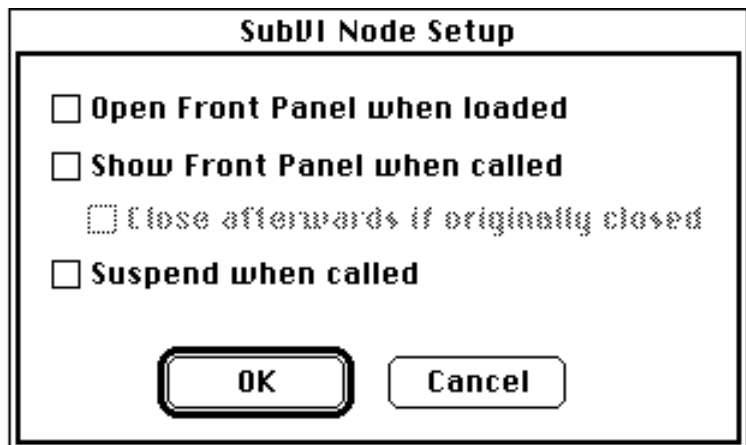 SubVI Node Setup
Open Front Panel when loaded
Show Front Panel when called
Close afterwards if originally closed
Suspend when called
OK Cancel